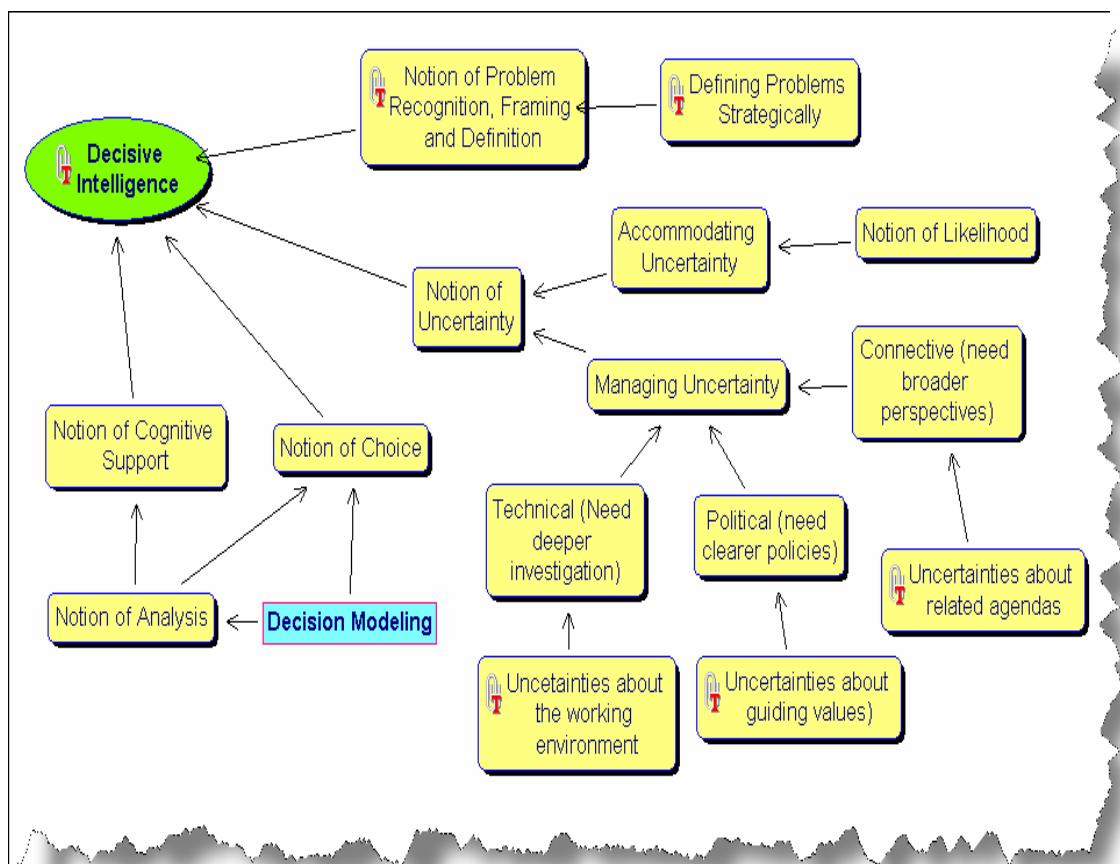 Notion of Problem
Recognition, Framing
and Definition
Defining Problems
Strategically
Decisive
Intelligence
Accommodating
Uncertainty
Notion of Likelihood
Notion of
Uncertainty
Managing Uncertainty
Connective (need
broader
perspectives)
Notion of Cognitive
Support
Notion of Choice
Technical (Need
deeper
investigation)
Political (need
clearer policies)
Uncertainties about
related agendas
Notion of Analysis
Decision Modeling
Uncetainties about
the working
environment
Uncertainties about
guiding values)